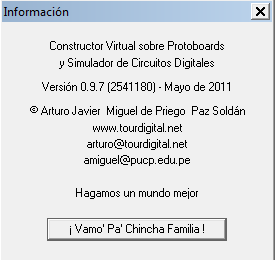 Información
Constructor Virtual sobre Protoboards
y Simulador de Circuitos Digitales
Versión 0.9.7 (2541180) - Mayo de 2011
© Arturo Javier Miguel de Priego Paz Soldán
www.tourdigital.net
arturo@tourdigital.net
amiguel@pucp.edu.pe
Hagamos un mundo mejor
¡ Vamo' Pa' Chincha Familia !